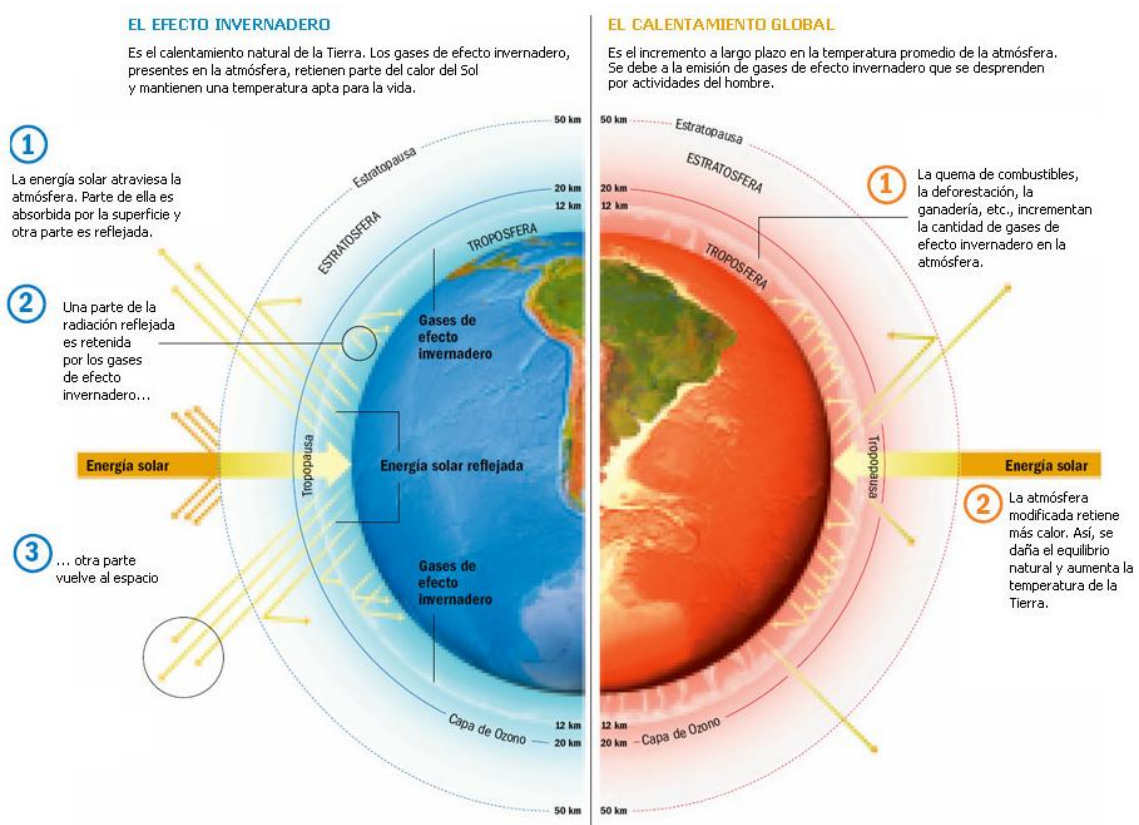 EL EFECTO INVERNADERO
Es el calentamiento natural de la Tierra. Los gases de efecto invernadero,
presentes en la atmósfera, retienen parte del calor del Sol
y mantienen una temperatura apta para la vida.
1
La energía solar atraviesa la
atmósfera. Parte de ella es
absorbida por la superficie y
otra parte es reflejada.
2
Una parte de la
radiación reflejada
es retenida
por los gases
de efecto
invernadero...
Energía solar
3
... otra parte
vuelve al espacio
50 km
Estratopausa
20 km
12 km
ESTRATOSFERA
TROPOSFERA
Gases de
efecto
invernadero
Tropopausa
Energía solar reflejada
Gases de
efecto
invernadero
Capa de Ozono
12 km
20 km
50 km
EL CALENTAMIENTO GLOBAL
Es el incremento a largo plazo en la temperatura promedio de la atmósfera.
Se debe a la emisión de gases de efecto invernadero que se desprenden
por actividades del hombre.
50 km
Estratopausa
ESTRATOSFERA
20 km
12 km
TROPOSFERA
1
La quema de combustibles,
la deforestación, la
ganadería, etc., incrementan
la cantidad de gases de
efecto invernadero en la
atmósfera.
Tropopausa
Energía solar
2
La atmósfera
modificada retiene
más calor. Así, se
daña el equilibrio
natural y aumenta la
temperatura de la
Tierra.
12 km
20 km
Capa de Ozono
50 km